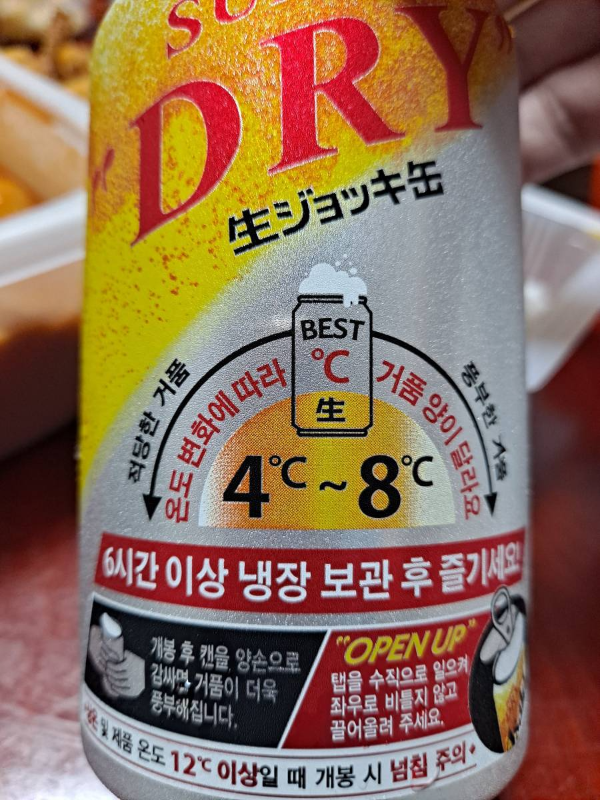 DRY
生ジョッキ缶
BEST
℃
生
적당한 거품
온도 변화에 따라 거품 양이 달라요
풍부한 거품
4℃~8℃
6시간 이상 냉장 보관 후 즐기세요!
개봉 후 캔을 양손으로
감싸면 거품이 더욱
풍부해집니다.
"OPEN UP"
탭을 수직으로 일으켜
좌우로 비틀지 않고
끌어올려 주세요.
및 제품 온도 12℃ 이상일 때 개봉 시 넘침 주의